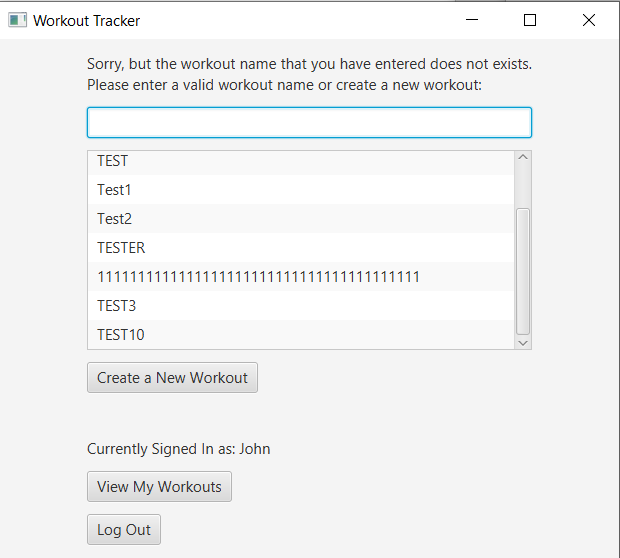 Workout Tracker
Sorry, but the workout name that you have entered does not exists.
Please enter a valid workout name or create a new workout:
TEST
Test1
Test2
TESTER
1111111111111111111111111111111111111111
TEST3
TEST10
Create a New Workout
Currently Signed In as: John
View My Workouts
Log Out